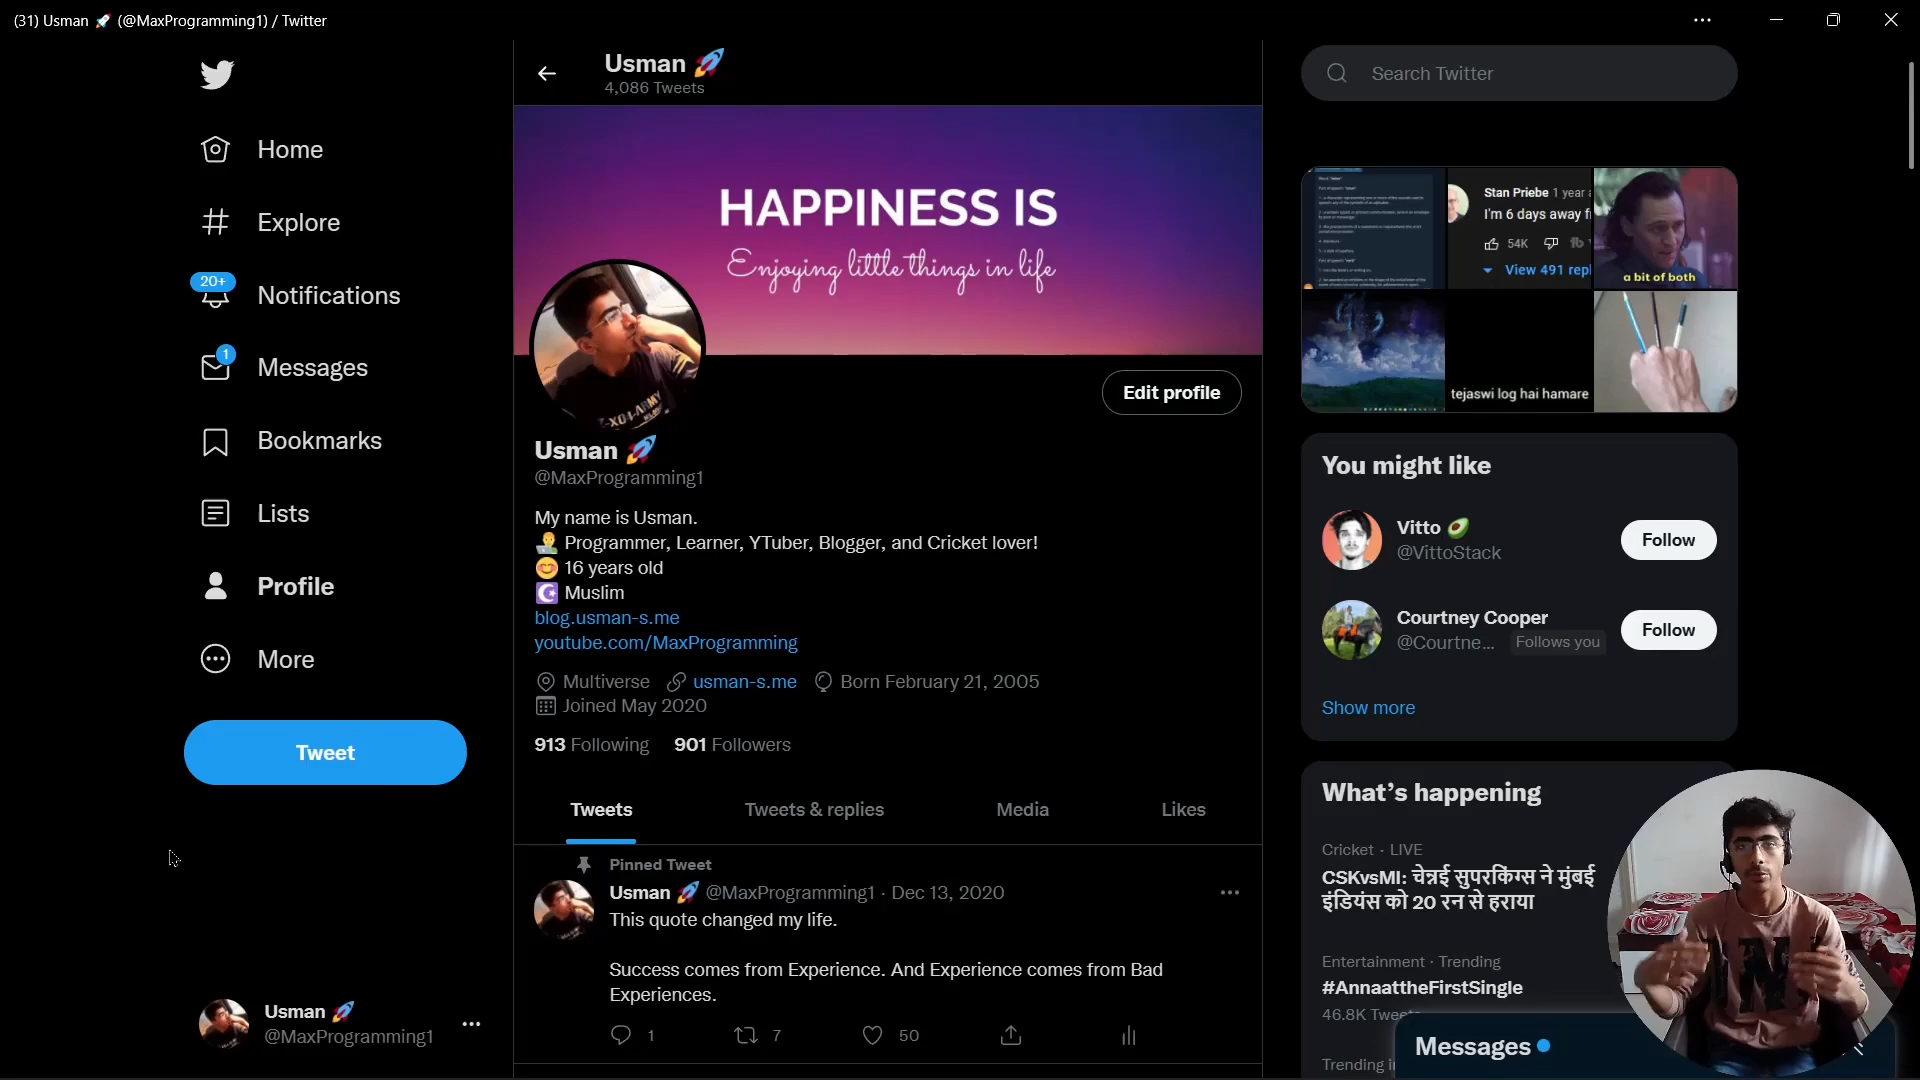 (31) Usman 🚀 (@MaxProgramming1) / Twitter
Home
Explore
20+
Notifications
1
Messages
Bookmarks
Lists
Profile
More
Tweet
Usman 🚀
@MaxProgramming1
Usman 🚀
4,086 Tweets
HAPPINESS IS
Enjoying little things in life
Edit profile
Usman 🚀
@MaxProgramming1
My name is Usman.
👨‍💻 Programmer, Learner, YTuber, Blogger, and Cricket lover!
😊 16 years old
☪️ Muslim
blog.usman-s.me
youtube.com/MaxProgramming
Multiverse usman-s.me Born February 21, 2005
Joined May 2020
913 Following 901 Followers
Tweets Tweets & replies Media Likes
Pinned Tweet
Usman 🚀 @MaxProgramming1 · Dec 13, 2020
This quote changed my life.
Success comes from Experience. And Experience comes from Bad
Experiences.
1 7 50
Search Twitter
Stan Priebe 1 year
I'm 6 days away
54K
View 491
a bit of both
tejaswi log hai hamare
You might like
Vitto 🥑
@VittoStack
Follow
Courtney Cooper
@Courtne... Follows you
Follow
Show more
What's happening
Cricket · LIVE
CSKvsMI: चेन्नई सुपरकिंग्स ने मुंबई
इंडियंस को 20 रन से हराया
Entertainment · Trending
#AnnaattheFirstSingle
46.8K
Trending
Messages